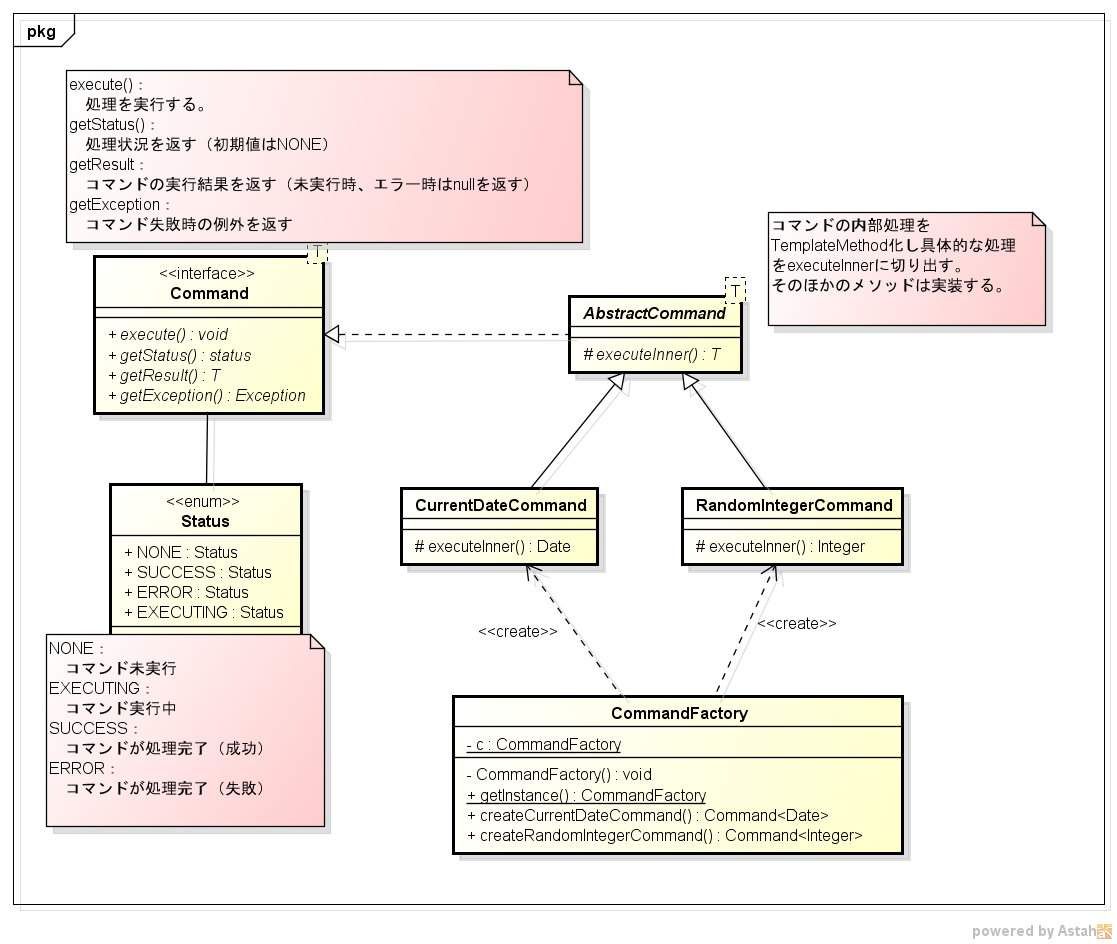 pkg
execute()：
処理を実行する。
getStatus()：
処理状況を返す（初期値はNONE）
getResult：
コマンドの実行結果を返す（未実行時、エラー時はnullを返す）
getException：
コマンド失敗時の例外を返す
コマンドの内部処理を
TemplateMethod化し具体的な処理
をexecuteInnerに切り出す。
そのほかのメソッドは実装する。
T
<<interface>>
Command
+ execute() : void
+ getStatus() : status
+ getResult() : T
+ getException() : Exception
T
AbstractCommand
# executeInner() : T
<<enum>>
Status
+ NONE : Status
+ SUCCESS : Status
+ ERROR : Status
+ EXECUTING : Status
CurrentDateCommand
# executeInner() : Date
RandomIntegerCommand
# executeInner() : Integer
NONE：
コマンド未実行
EXECUTING：
コマンド実行中
SUCCESS：
コマンドが処理完了（成功）
ERROR：
コマンドが処理完了（失敗）
<<create>>
<<create>>
CommandFactory
- c : CommandFactory
- CommandFactory() : void
+ getInstance() : CommandFactory
+ createCurrentDateCommand() : Command<Date>
+ createRandomIntegerCommand() : Command<Integer>
powered by Astah